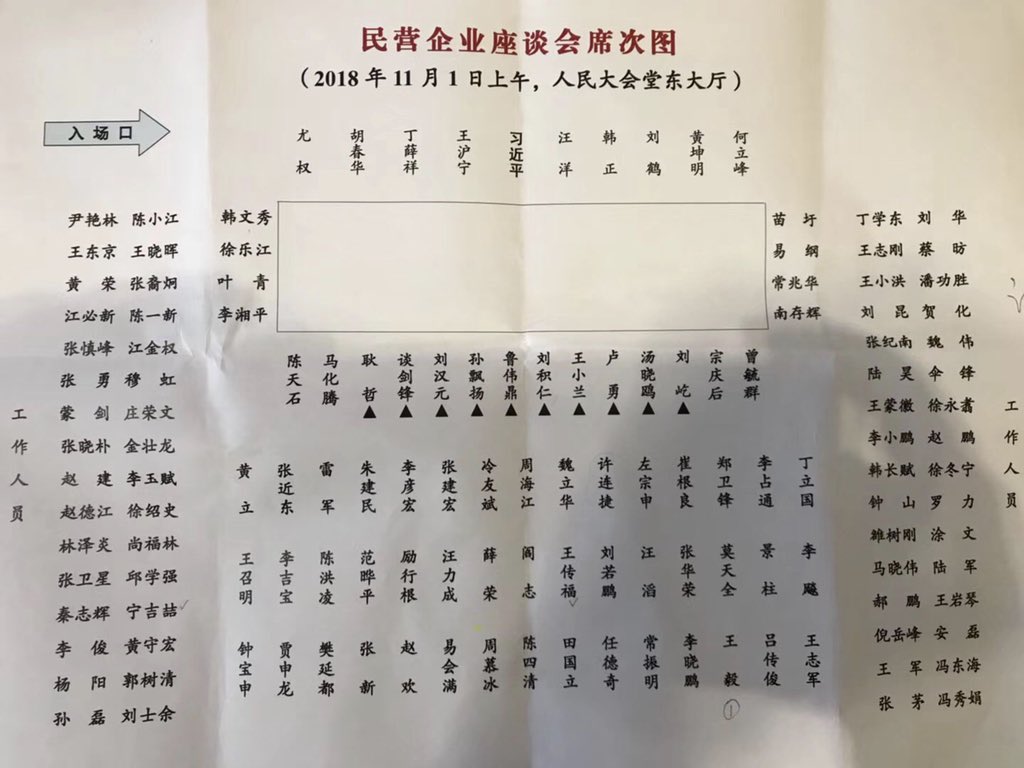 民营企业座谈会席次图
（2018年11月1日上午，人民大会堂东大厅）
入场口
尤权 胡春华 丁薛祥 王沪宁 习近平 汪洋 韩正 刘鹤 黄坤明 何立峰
尹艳林 陈小江 韩文秀 苗圩 丁学东 刘华
王东京 王晓晖 徐乐江 易纲 王志刚 蔡昉
黄荣 张裔炯 叶青 常兆华 王小洪 潘功胜
江必新 陈一新 李湘平 南存辉 刘昆 贺化
张慎峰 江金权 张纪南 魏伟
陈天石 马化腾 耿哲▲ 谈剑锋▲ 刘汉元▲ 孙飘扬▲ 鲁伟鼎▲ 刘积仁▲ 王小兰▲ 卢勇▲ 汤晓鸥▲ 刘屹▲ 宗庆后 曾毓群
张勇 穆虹 陆昊 伞锋
工作人员 蒙剑 庄荣文 王蒙徽 徐永翥 工作人员
张晓朴 金壮龙 李小鹏 赵鹏
黄立 张近东 雷军 朱建民 李彦宏 张建宏 冷友斌 周海江 魏立华 许连捷 左宗申 崔根良 郑卫锋 李占通 丁立国
赵建 李玉赋 韩长赋 徐冬宁
赵德江 徐绍史 钟山 罗力
林泽炎 尚福林 雒树刚 涂文
王召明 李吉宝 陈洪凌 范晔平 励行根 汪力成 薛荣 阎志 王传福 刘若鹏 汪滔 张华荣 莫天全 景柱 李飚
张卫星 邱学强 马晓伟 陆军
秦志辉 宁吉喆 郝鹏 王岩琴
李俊 黄守宏 倪岳峰 安磊
钟宝申 贾申龙 樊延都 张新 赵欢 易会满 周慕冰 陈四清 田国立 任德奇 常振明 李晓鹏 王毅 吕传俊 王志军
杨阳 郭树清 王军 冯东海
孙磊 刘士余 张茅 冯秀娟
①